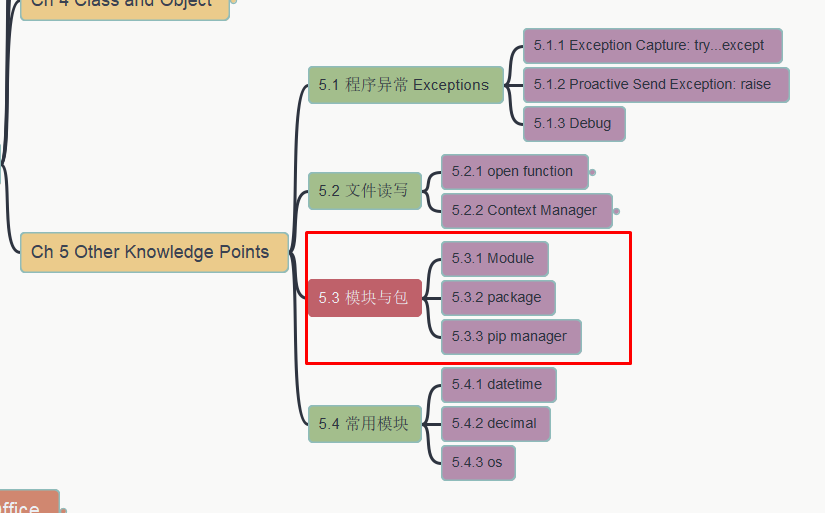 Ch 4 Class and Object
5.1 程序异常 Exceptions
5.1.1 Exception Capture: try...except
5.1.2 Proactive Send Exception: raise
5.1.3 Debug
5.2 文件读写
5.2.1 open function
5.2.2 Context Manager
Ch 5 Other Knowledge Points
5.3 模块与包
5.3.1 Module
5.3.2 package
5.3.3 pip manager
5.4 常用模块
5.4.1 datetime
5.4.2 decimal
5.4.3 os
ffice